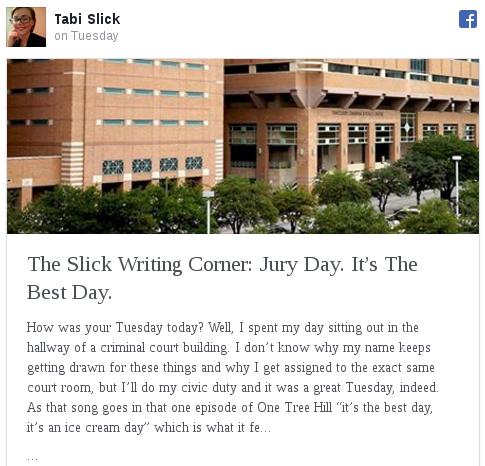 Tabi Slick
on Tuesday
The Slick Writing Corner: Jury Day. It's The
Best Day.
How was your Tuesday today? Well, I spent my day sitting out in the
hallway of a criminal court building. I don't know why my name keeps
getting drawn for these things and why I get assigned to the exact same
court room, but I'll do my civic duty and it was a great Tuesday, indeed.
As that song goes in that one episode of One Tree Hill “it's the best day,
it's an ice cream day” which is what it fe…
…